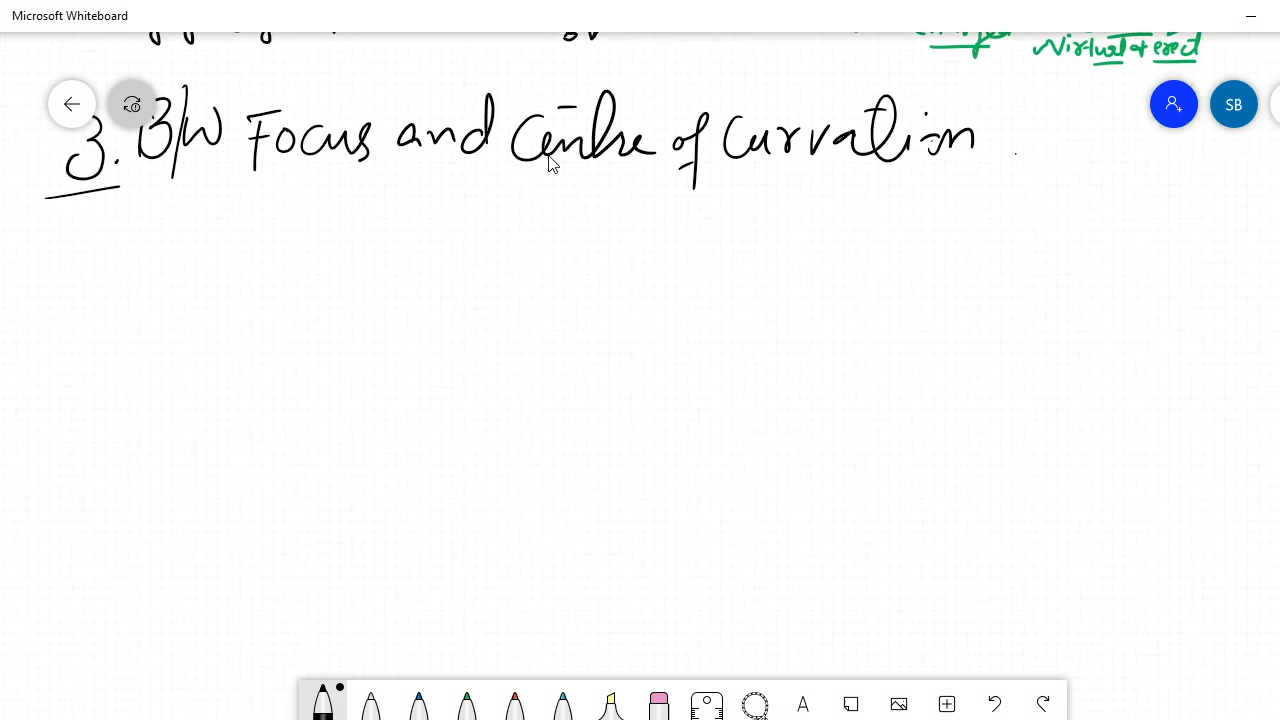 Microsoft Whiteboard
Virtual & erect
SB
3. B/W Focus and Centre of Curvation
A